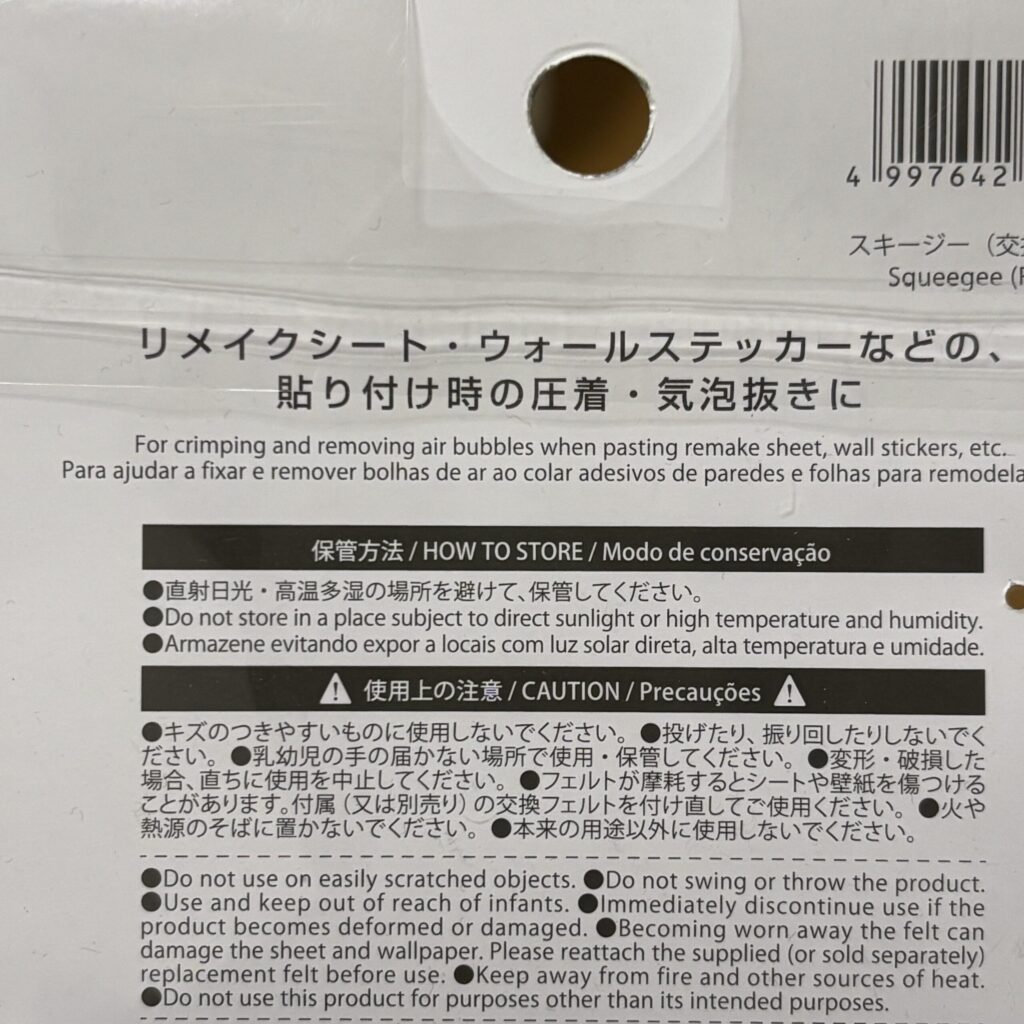 4 997642
スキージー（交
Squeegee (
リメイクシート・ウォールステッカーなどの、
貼り付け時の圧着・気泡抜きに
For crimping and removing air bubbles when pasting remake sheet, wall stickers, etc.
Para ajudar a fixar e remover bolhas de ar ao colar adesivos de paredes e folhas para remodela
保管方法 / HOW TO STORE / Modo de conservação
●直射日光・高温多湿の場所を避けて、保管してください。
●Do not store in a place subject to direct sunlight or high temperature and humidity.
●Armazene evitando expor a locais com luz solar direta, alta temperatura e umidade.
使用上の注意 / CAUTION / Precauções
●キズのつきやすいものに使用しないでください。 ●投げたり、振り回したりしないでく
ださい。 ●乳幼児の手の届かない場所で使用・保管してください。 ●変形・破損した
場合、直ちに使用を中止してください。 ●フェルトが摩耗するとシートや壁紙を傷つける
ことがあります。付属（又は別売り）の交換フェルトを付け直してご使用ください。 ●火や
熱源のそばに置かないでください。 ●本来の用途以外に使用しないでください。
●Do not use on easily scratched objects. ●Do not swing or throw the product.
●Use and keep out of reach of infants. ●Immediately discontinue use if the
product becomes deformed or damaged. ●Becoming worn away the felt can
damage the sheet and wallpaper. Please reattach the supplied (or sold separately)
replacement felt before use. ●Keep away from fire and other sources of heat.
●Do not use this product for purposes other than its intended purposes.